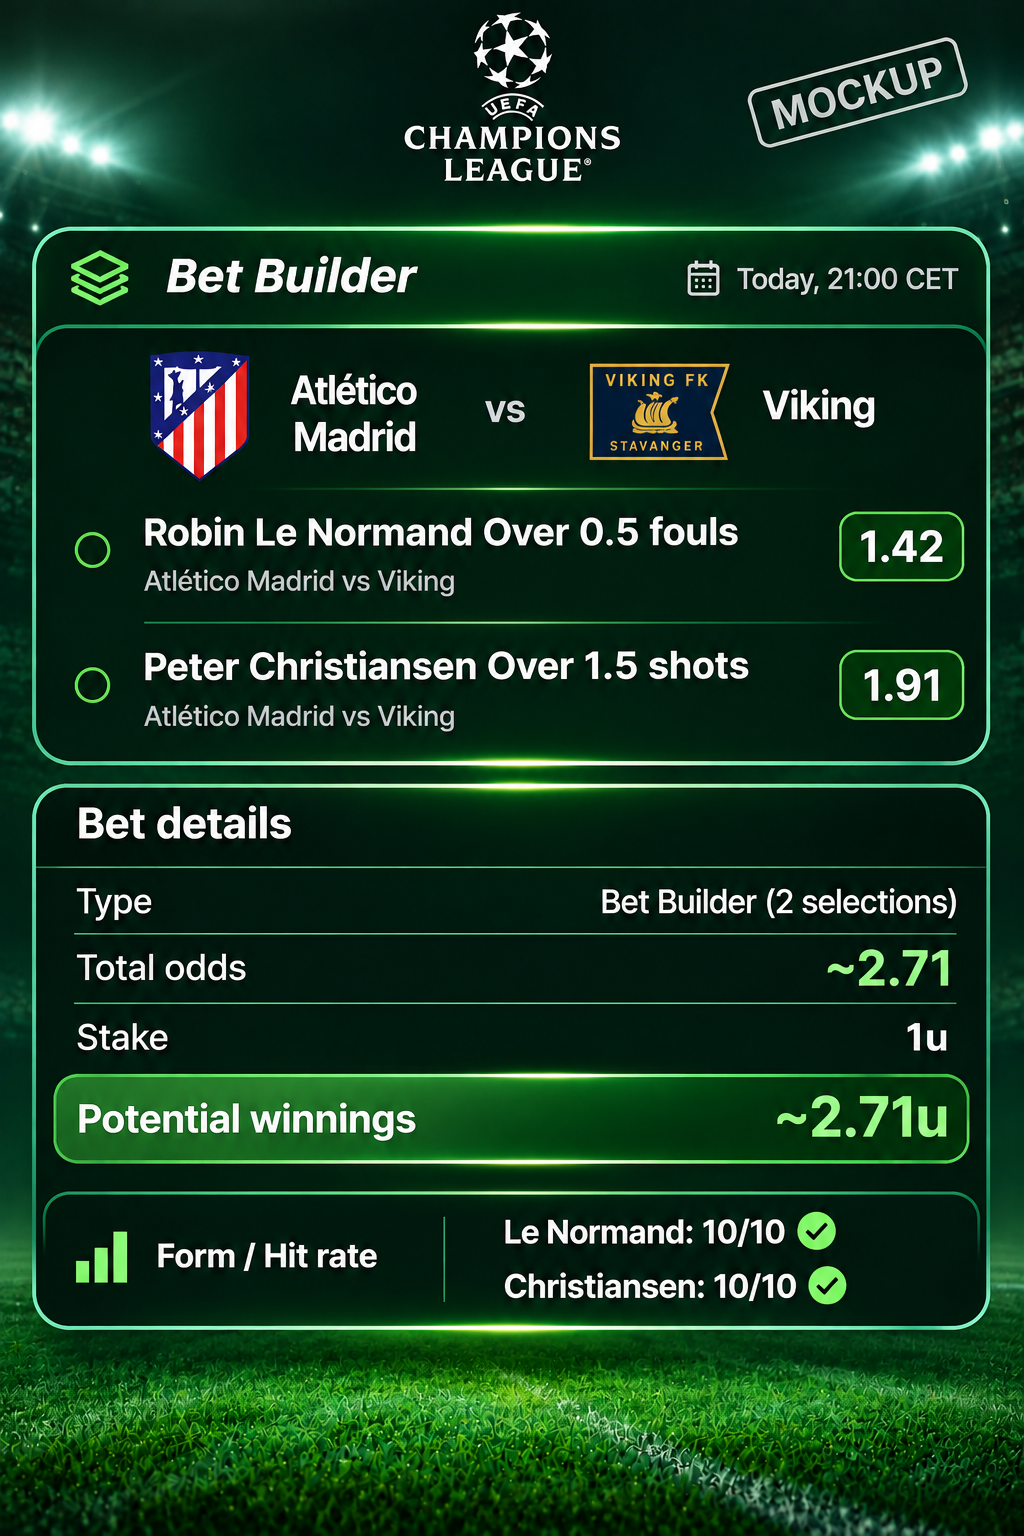 UEFA
CHAMPIONS
LEAGUE®
MOCKUP
Bet Builder
Today, 21:00 CET
Atlético
Madrid
vs
VIKING FK
STAVANGER
Viking
Robin Le Normand Over 0.5 fouls
1.42
Atlético Madrid vs Viking
Peter Christiansen Over 1.5 shots
1.91
Atlético Madrid vs Viking
Bet details
Type
Bet Builder (2 selections)
Total odds
~2.71
Stake
1u
Potential winnings
~2.71u
Form / Hit rate
Le Normand: 10/10
Christiansen: 10/10